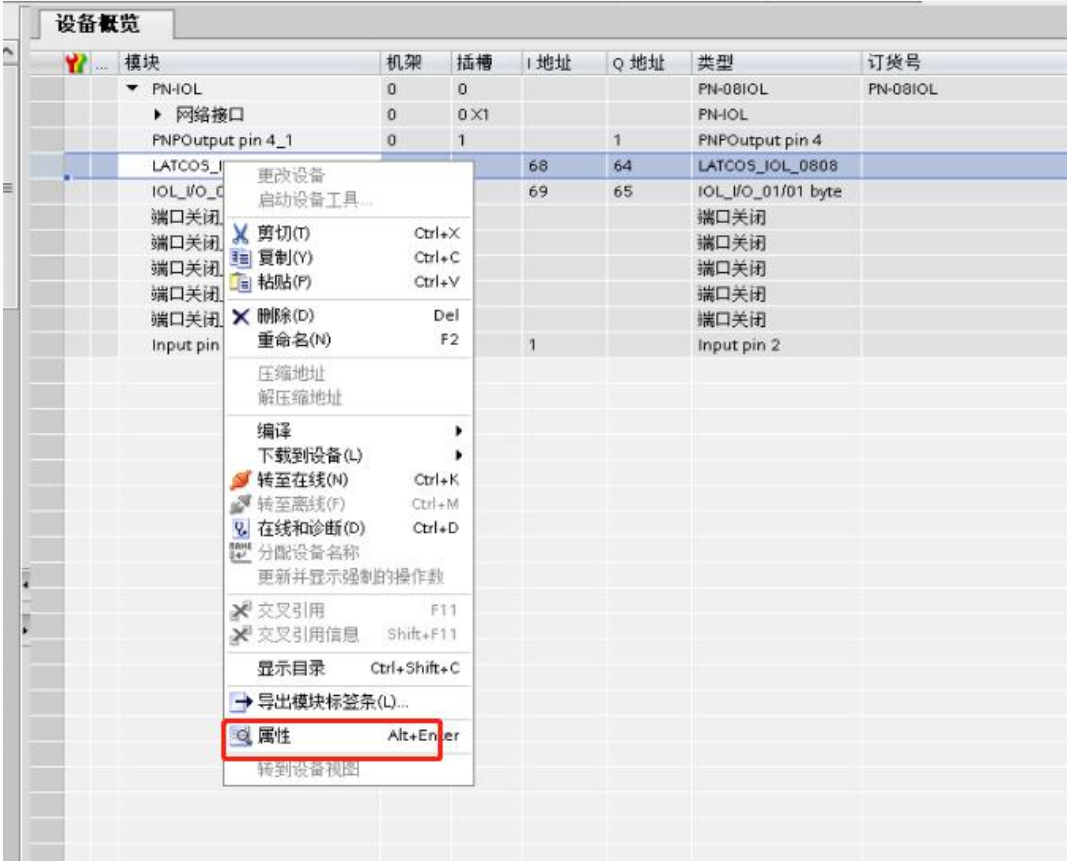 设备概览
... 模块 机架 插槽 I 地址 Q 地址 类型 订货号
PN-IOL 0 0 PN-08IOL PN-08IOL
网络接口 0 0 X1 PN-IOL
PNPOutput pin 4_1 0 1 1 PNPOutput pin 4
LATCOS_I 68 64 LATCOS_IOL_0808
IOL_I/O_0 69 65 IOL_I/O_01/01 byte
端口关闭_ 端口关闭
端口关闭_ 端口关闭
端口关闭_ 端口关闭
端口关闭_ 端口关闭
端口关闭_ 端口关闭
Input pin 1 Input pin 2
更改设备
启动设备工具...
剪切(T) Ctrl+X
复制(Y) Ctrl+C
粘贴(P) Ctrl+V
删除(D) Del
重命名(N) F2
压缩地址
解压缩地址
编译
下载到设备(L)
转至在线(N) Ctrl+K
转至离线(F) Ctrl+M
在线和诊断(D) Ctrl+D
分配设备名称
更新并显示强制的操作数
交叉引用 F11
交叉引用信息 Shift+F11
显示目录 Ctrl+Shift+C
导出模块标签条(L)...
属性 Alt+Enter
转到设备视图